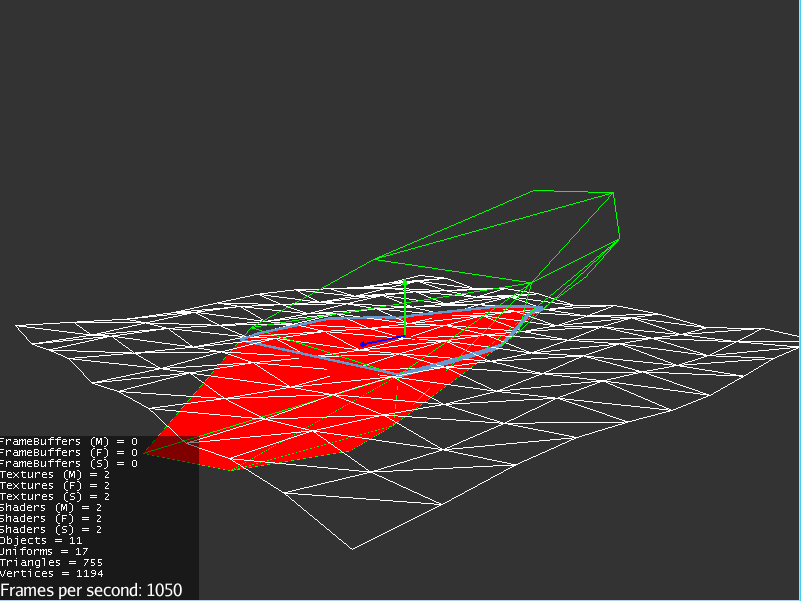 FrameBuffers (M) = 0
FrameBuffers (F) = 0
FrameBuffers (S) = 0
Textures (M) = 2
Textures (F) = 2
Textures (S) = 2
Shaders (M) = 2
Shaders (F) = 2
Shaders (S) = 2
Objects = 11
Uniforms = 17
Triangles = 755
Vertices = 1194
Frames per second: 1050